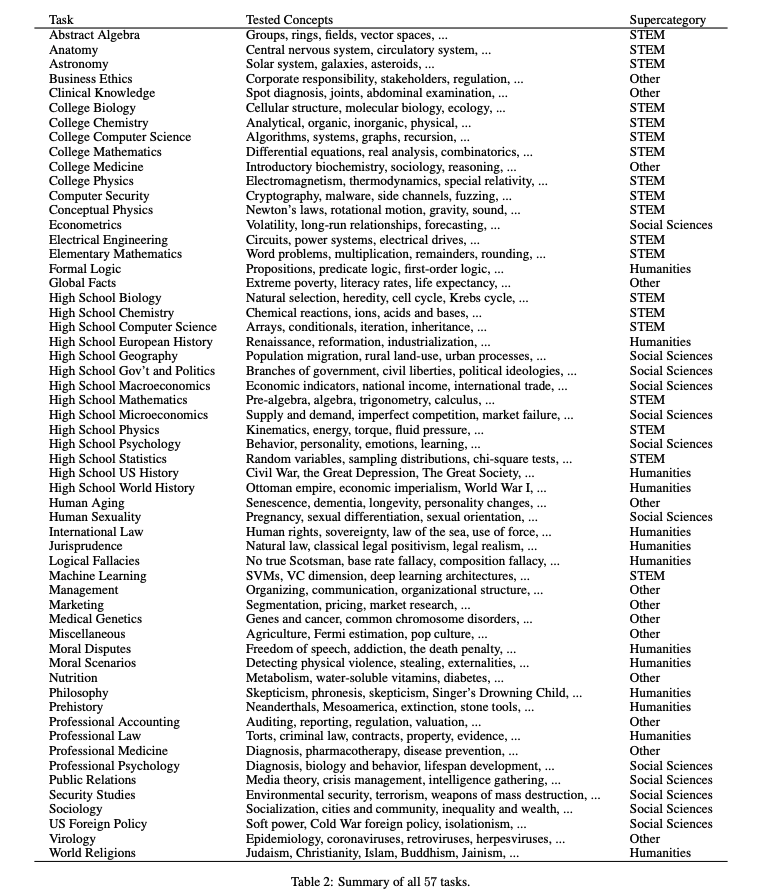 Task Tested Concepts Supercategory
Abstract Algebra Groups, rings, fields, vector spaces, ... STEM
Anatomy Central nervous system, circulatory system, ... STEM
Astronomy Solar system, galaxies, asteroids, ... STEM
Business Ethics Corporate responsibility, stakeholders, regulation, ... Other
Clinical Knowledge Spot diagnosis, joints, abdominal examination, ... Other
College Biology Cellular structure, molecular biology, ecology, ... STEM
College Chemistry Analytical, organic, inorganic, physical, ... STEM
College Computer Science Algorithms, systems, graphs, recursion, ... STEM
College Mathematics Differential equations, real analysis, combinatorics, ... STEM
College Medicine Introductory biochemistry, sociology, reasoning, ... Other
College Physics Electromagnetism, thermodynamics, special relativity, ... STEM
Computer Security Cryptography, malware, side channels, fuzzing, ... STEM
Conceptual Physics Newton's laws, rotational motion, gravity, sound, ... STEM
Econometrics Volatility, long-run relationships, forecasting, ... Social Sciences
Electrical Engineering Circuits, power systems, electrical drives, ... STEM
Elementary Mathematics Word problems, multiplication, remainders, rounding, ... STEM
Formal Logic Propositions, predicate logic, first-order logic, ... Humanities
Global Facts Extreme poverty, literacy rates, life expectancy, ... Other
High School Biology Natural selection, heredity, cell cycle, Krebs cycle, ... STEM
High School Chemistry Chemical reactions, ions, acids and bases, ... STEM
High School Computer Science Arrays, conditionals, iteration, inheritance, ... STEM
High School European History Renaissance, reformation, industrialization, ... Humanities
High School Geography Population migration, rural land-use, urban processes, ... Social Sciences
High School Gov't and Politics Branches of government, civil liberties, political ideologies, ... Social Sciences
High School Macroeconomics Economic indicators, national income, international trade, ... Social Sciences
High School Mathematics Pre-algebra, algebra, trigonometry, calculus, ... STEM
High School Microeconomics Supply and demand, imperfect competition, market failure, ... Social Sciences
High School Physics Kinematics, energy, torque, fluid pressure, ... STEM
High School Psychology Behavior, personality, emotions, learning, ... Social Sciences
High School Statistics Random variables, sampling distributions, chi-square tests, ... STEM
High School US History Civil War, the Great Depression, The Great Society, ... Humanities
High School World History Ottoman empire, economic imperialism, World War I, ... Humanities
Human Aging Senescence, dementia, longevity, personality changes, ... Other
Human Sexuality Pregnancy, sexual differentiation, sexual orientation, ... Social Sciences
International Law Human rights, sovereignty, law of the sea, use of force, ... Humanities
Jurisprudence Natural law, classical legal positivism, legal realism, ... Humanities
Logical Fallacies No true Scotsman, base rate fallacy, composition fallacy, ... Humanities
Machine Learning SVMs, VC dimension, deep learning architectures, ... STEM
Management Organizing, communication, organizational structure, ... Other
Marketing Segmentation, pricing, market research, ... Other
Medical Genetics Genes and cancer, common chromosome disorders, ... Other
Miscellaneous Agriculture, Fermi estimation, pop culture, ... Other
Moral Disputes Freedom of speech, addiction, the death penalty, ... Humanities
Moral Scenarios Detecting physical violence, stealing, externalities, ... Humanities
Nutrition Metabolism, water-soluble vitamins, diabetes, ... Other
Philosophy Skepticism, phronesis, skepticism, Singer's Drowning Child, ... Humanities
Prehistory Neanderthals, Mesoamerica, extinction, stone tools, ... Humanities
Professional Accounting Auditing, reporting, regulation, valuation, ... Other
Professional Law Torts, criminal law, contracts, property, evidence, ... Humanities
Professional Medicine Diagnosis, pharmacotherapy, disease prevention, ... Other
Professional Psychology Diagnosis, biology and behavior, lifespan development, ... Social Sciences
Public Relations Media theory, crisis management, intelligence gathering, ... Social Sciences
Security Studies Environmental security, terrorism, weapons of mass destruction, ... Social Sciences
Sociology Socialization, cities and community, inequality and wealth, ... Social Sciences
US Foreign Policy Soft power, Cold War foreign policy, isolationism, ... Social Sciences
Virology Epidemiology, coronaviruses, retroviruses, herpesviruses, ... Other
World Religions Judaism, Christianity, Islam, Buddhism, Jainism, ... Humanities
Table 2: Summary of all 57 tasks.